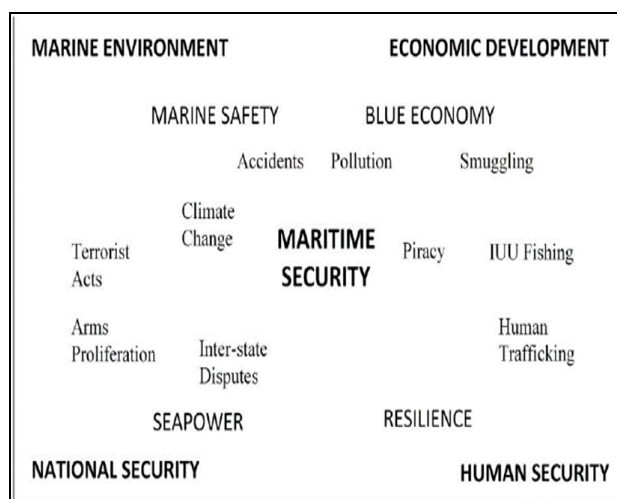 MARINE ENVIRONMENT
ECONOMIC DEVELOPMENT
MARINE SAFETY
BLUE ECONOMY
Accidents
Pollution
Smuggling
Climate
Change
MARITIME
SECURITY
Piracy
IUU Fishing
Terrorist
Acts
Arms
Proliferation
Inter-state
Disputes
Human
Trafficking
SEAPOWER
RESILIENCE
NATIONAL SECURITY
HUMAN SECURITY